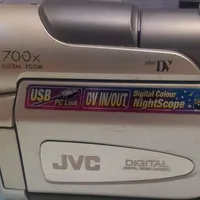 700x
DIGITAL ZOOM
Mini DV
USB PC Link
DV IN/OUT
Digital Colour
NightScope
JVC
DIGITAL